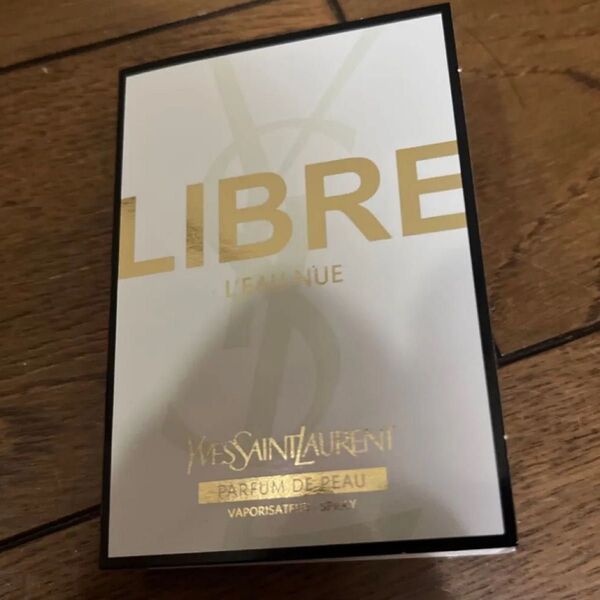 LIBRE
L'EAU NUE
YVESSAINTLAURENT
PARFUM DE PEAU
VAPORISATEUR - SPRAY